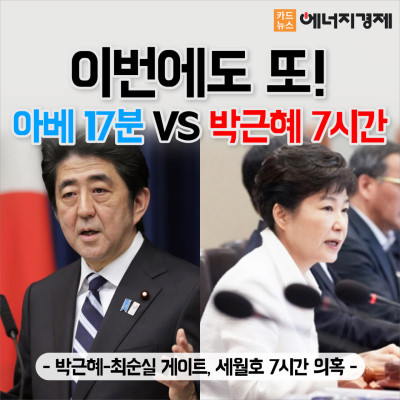 카드
뉴스
에너지경제
이번에도 또!
아베 17분 VS 박근혜 7시간
- 박근혜-최순실 게이트, 세월호 7시간 의혹 -